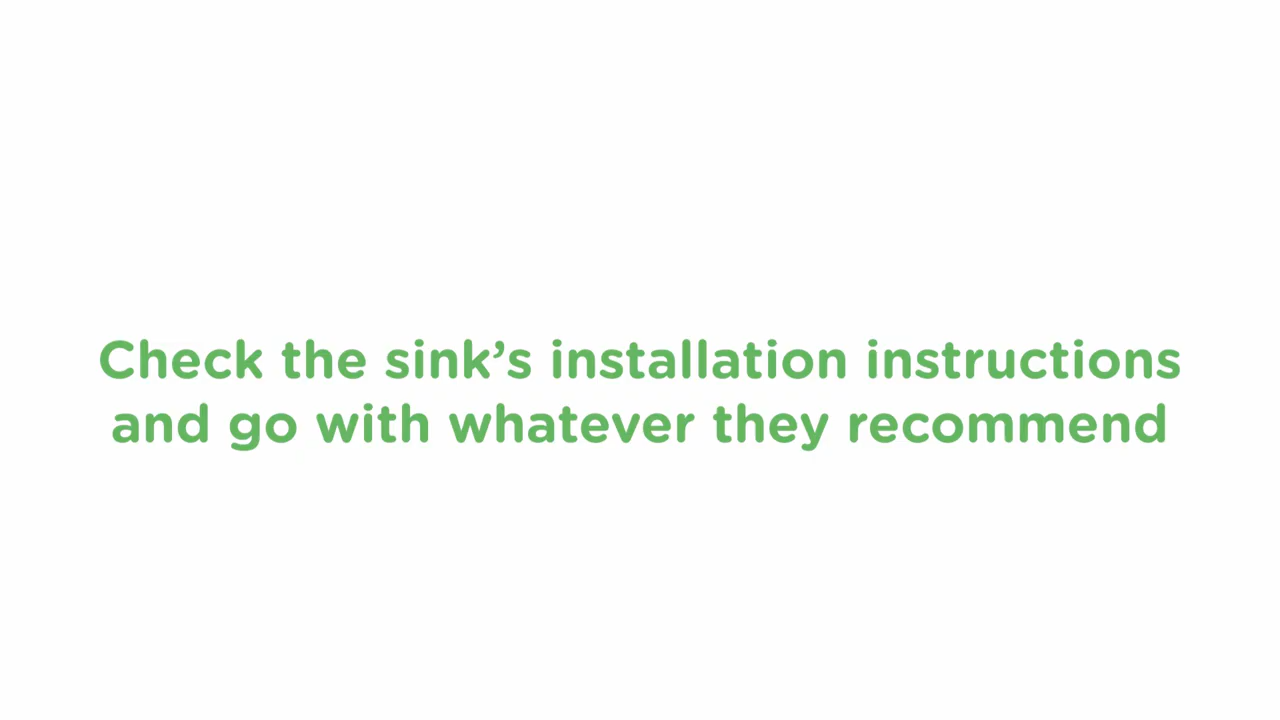 Check the sink’s installation instructions
and go with whatever they recommend